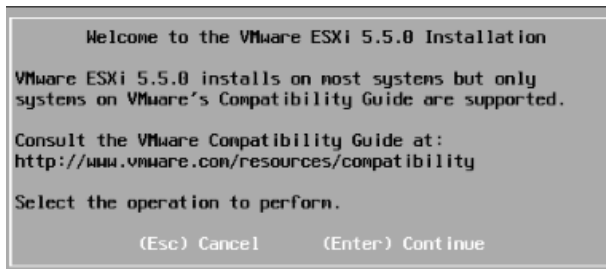 Welcome to the VMware ESXi 5.5.0 Installation
VMware ESXi 5.5.0 installs on most systems but only
systems on VMware's Compatibility Guide are supported.
Consult the VMware Compatibility Guide at:
http://www.vmware.com/resources/compatibility
Select the operation to perform.
(Esc) Cancel (Enter) Continue